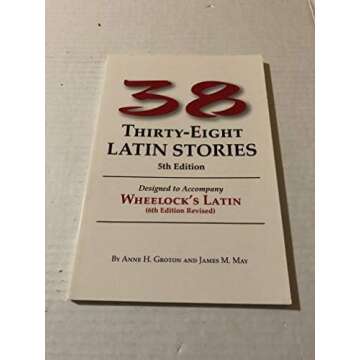 38
THIRTY-EIGHT
LATIN STORIES
5th Edition
Designed to Accompany
WHEELOCK'S LATIN
(6th Edition Revised)
BY ANNE H. GROTON AND JAMES M. MAY